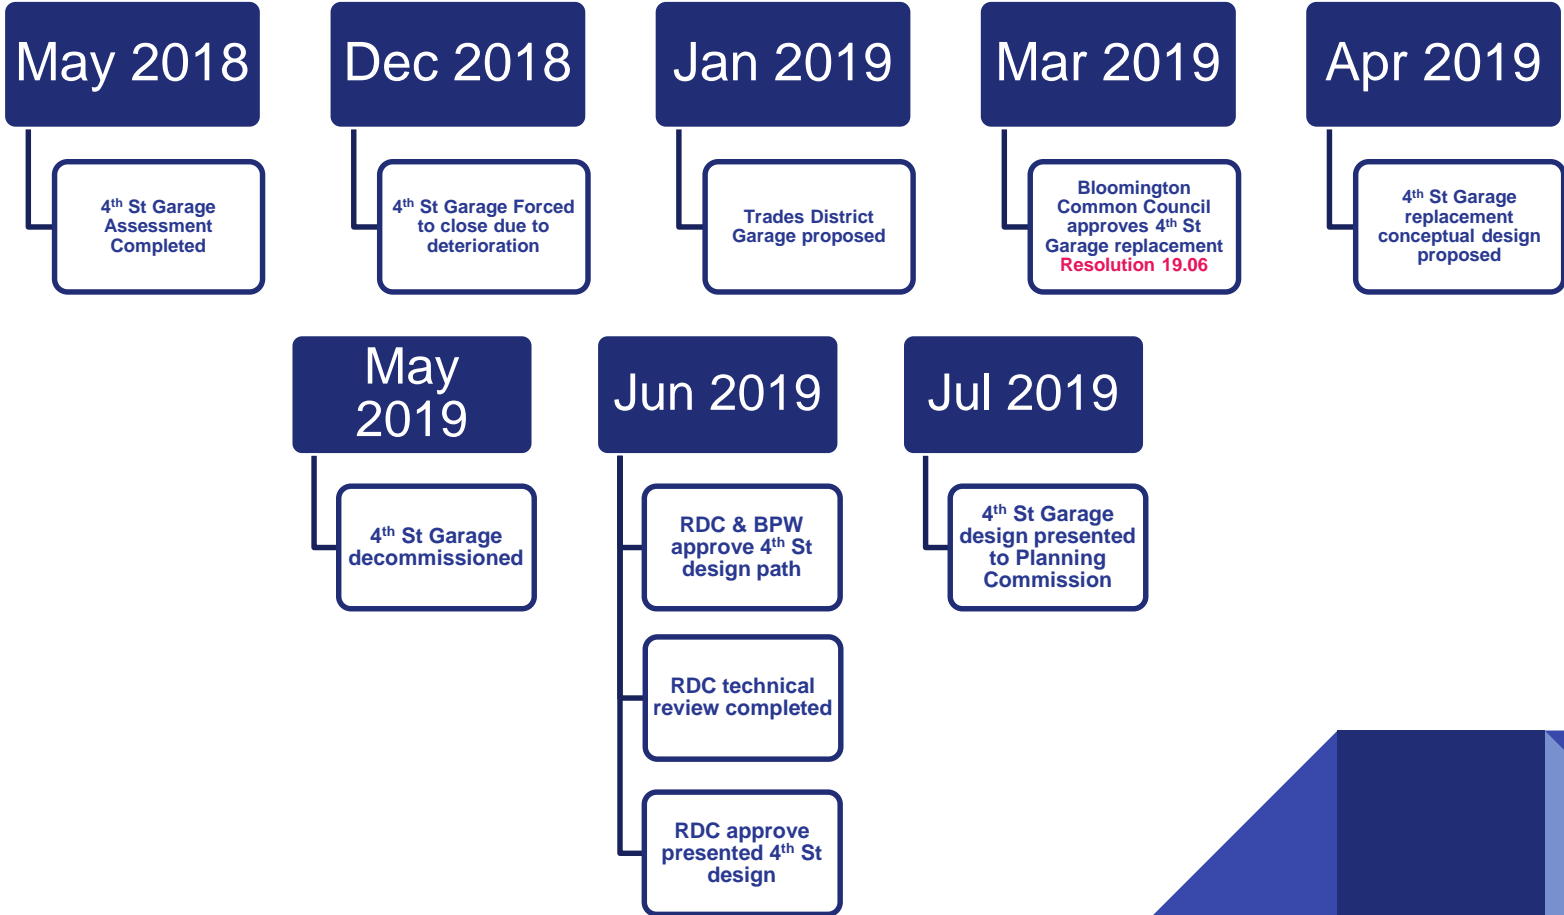 May 2018
4th St Garage
Assessment
Completed
Dec 2018
4th St Garage Forced
to close due to
deterioration
Jan 2019
Trades District
Garage proposed
Mar 2019
Bloomington
Common Council
approves 4th St
Garage replacement
Resolution 19.06
Apr 2019
4th St Garage
replacement
conceptual design
proposed
May
2019
4th St Garage
decommissioned
Jun 2019
RDC & BPW
approve 4th St
design path
RDC technical
review completed
RDC approve
presented 4th St
design
Jul 2019
4th St Garage
design presented
to Planning
Commission